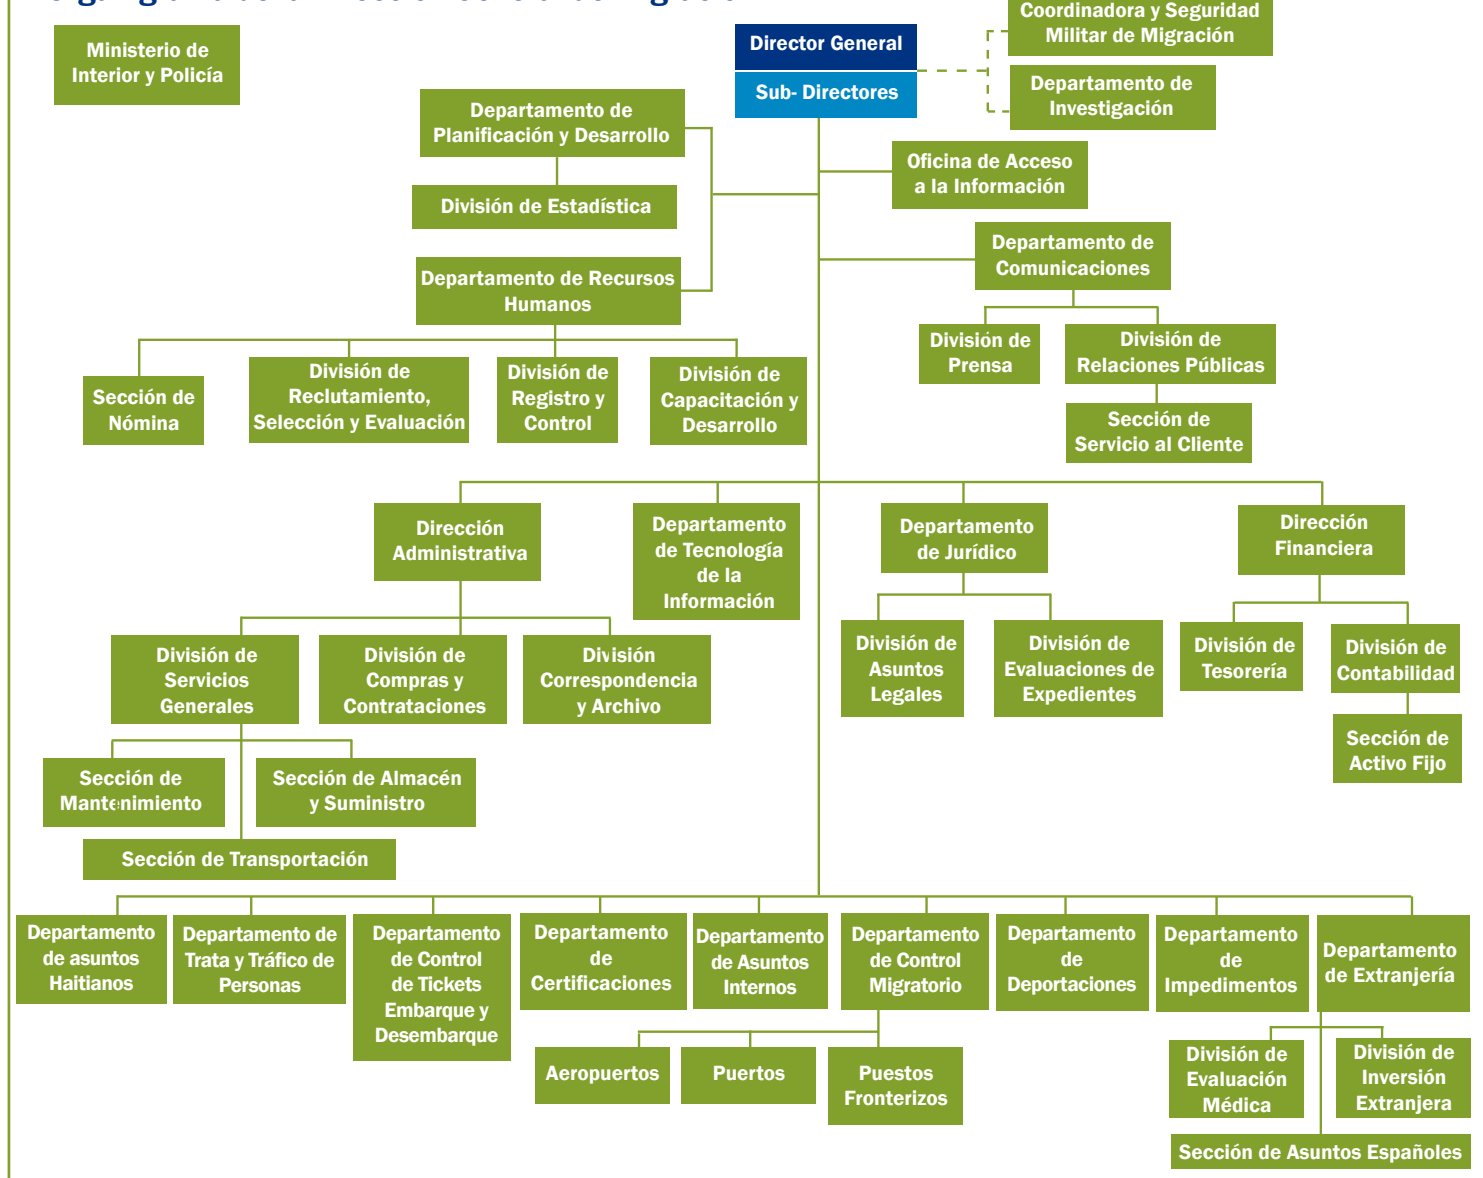 Ministerio de
Interior y Policía
Director General
Sub- Directores
Coordinadora y Seguridad
Militar de Migración
Departamento de
Investigación
Departamento de
Planificación y Desarrollo
División de Estadística
Oficina de Acceso
a la Información
Departamento de
Comunicaciones
Departamento de Recursos
Humanos
División de
Prensa
División de
Relaciones Públicas
Sección de
Servicio al Cliente
Sección de
Nómina
División de
Reclutamiento,
Selección y Evaluación
División de
Registro y
Control
División de
Capacitación y
Desarrollo
Dirección
Administrativa
Departamento
de Tecnología
de la
Información
Departamento
de Jurídico
Dirección
Financiera
División de
Servicios
Generales
División de
Compras y
Contrataciones
División
Correspondencia
y Archivo
División de
Asuntos
Legales
División de
Evaluaciones de
Expedientes
División de
Tesorería
División de
Contabilidad
Sección de
Activo Fijo
Sección de
Mantenimiento
Sección de Almacén
y Suministro
Sección de Transportación
Departamento
de asuntos
Haitianos
Departamento de
Trata y Tráfico de
Personas
Departamento
de Control
de Tickets
Embarque y
Desembarque
Departamento
de
Certificaciones
Departamento
de Asuntos
Internos
Departamento
de Control
Migratorio
Departamento
de
Deportaciones
Departamento
de
Impedimentos
Departamento
de Extranjería
Aeropuertos
Puertos
Puestos
Fronterizos
División de
Evaluación
Médica
División de
Inversión
Extranjera
Sección de Asuntos Españoles